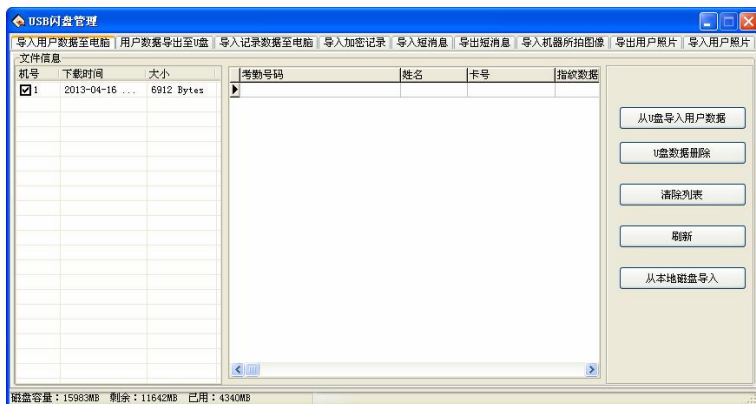 USB闪盘管理
导入用户数据至电脑 用户数据导出至U盘 导入记录数据至电脑 导入加密记录 导入短消息 导出短消息 导入机器所拍图像 导出用户照片 导入用户照片
文件信息
机号 下载时间 大小 考勤号码 姓名 卡号 指纹数据
1 2013-04-16 ... 6912 Bytes
从U盘导入用户数据
U盘数据删除
清除列表
刷新
从本地磁盘导入
磁盘容量：15983MB 剩余：11642MB 已用：4340MB